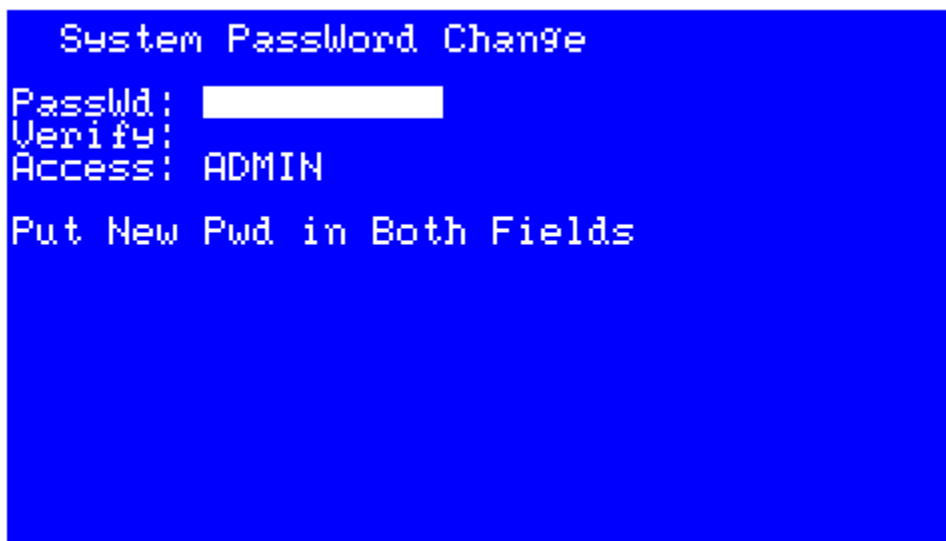 System PassWord Change
PassWd:
Verify:
Access: ADMIN
Put New Pwd in Both Fields